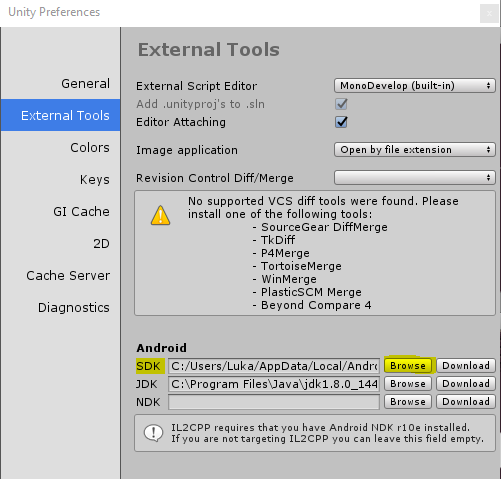 Unity Preferences
x
External Tools
General
External Tools
Colors
Keys
GI Cache
2D
Cache Server
Diagnostics
External Script Editor MonoDevelop (built-in)
Add .unityproj's to .sln
Editor Attaching
Image application Open by file extension
Revision Control Diff/Merge
No supported VCS diff tools were found. Please
install one of the following tools:
- SourceGear DiffMerge
- TkDiff
- P4Merge
- TortoiseMerge
- WinMerge
- PlasticSCM Merge
- Beyond Compare 4
Android
SDK C:/Users/Luka/AppData/Local/Andro Browse Download
JDK C:\Program Files\Java\jdk1.8.0_144 Browse Download
NDK Browse Download
IL2CPP requires that you have Android NDK r10e installed.
If you are not targeting IL2CPP you can leave this field empty.